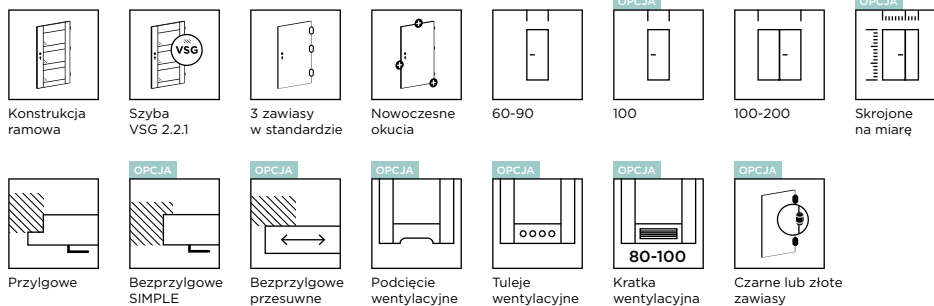 OPCJA
OPCJA
VSG
Konstrukcja
ramowa
Szyba
VSG 2.2.1
3 zawiasy
w standardzie
Nowoczesne
okucia
60-90
100
100-200
Skrojone
na miarę
OPCJA
OPCJA
OPCJA
OPCJA
OPCJA
OPCJA
80-100
Przylgowe
Bezprzylgowe
SIMPLE
Bezprzylgowe
przesuwne
Podcięcie
wentylacyjne
Tuleje
wentylacyjne
Kratka
wentylacyjna
Czarne lub złote
zawiasy